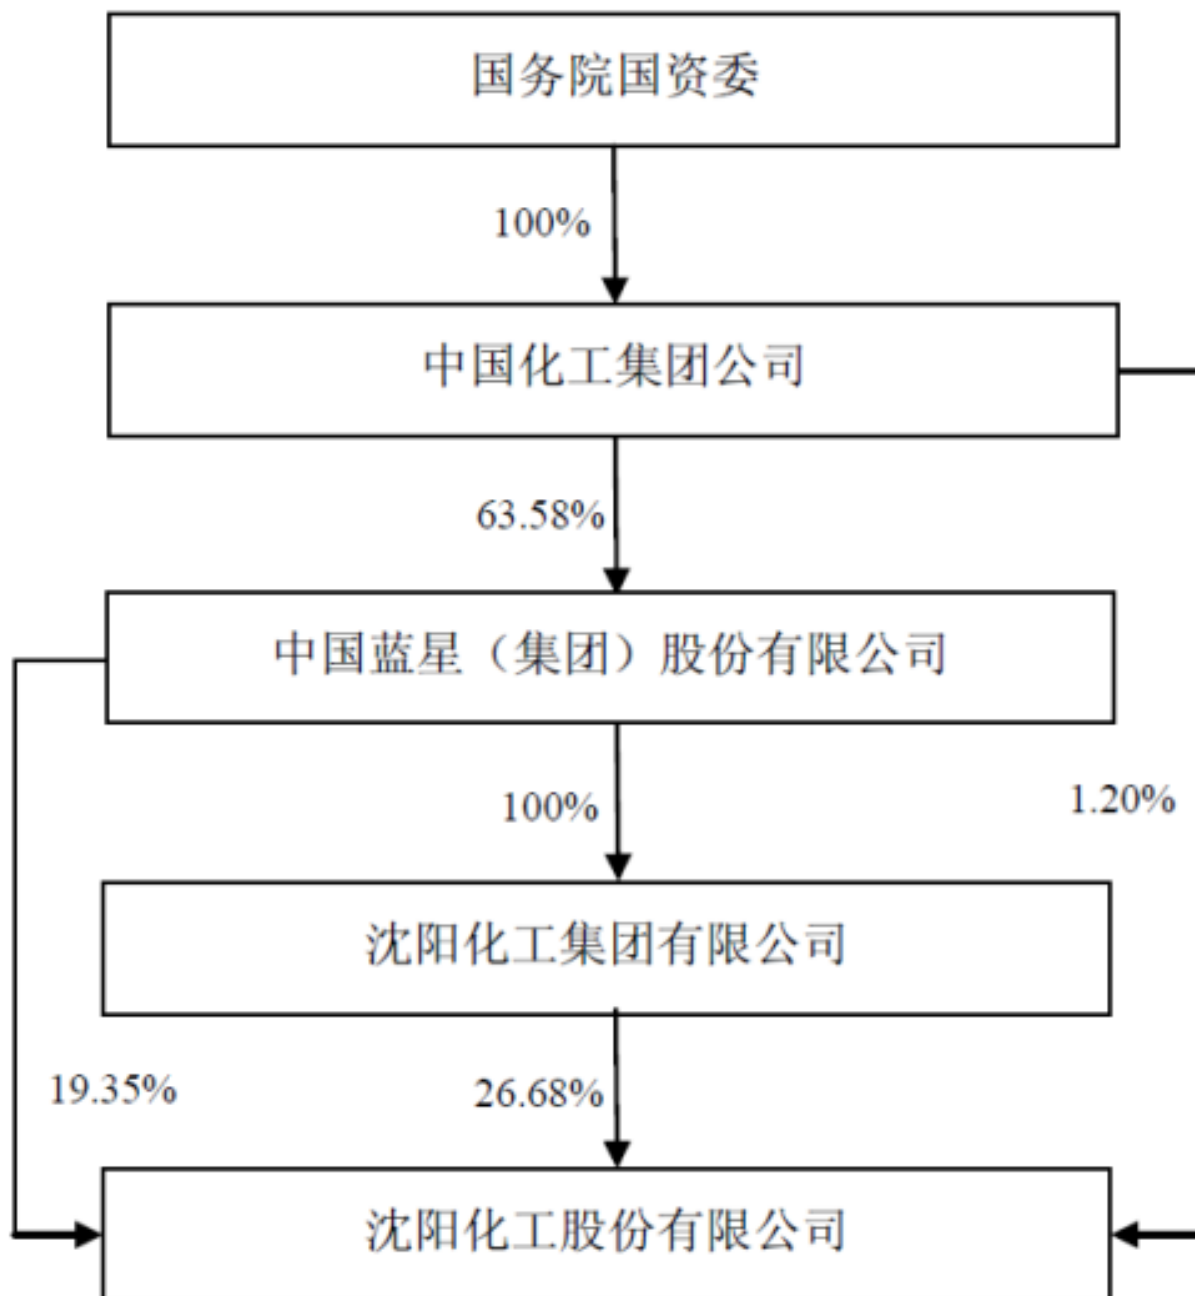 国务院国资委
100%
中国化工集团公司
63.58%
中国蓝星（集团）股份有限公司
100%
1.20%
沈阳化工集团有限公司
19.35%
26.68%
沈阳化工股份有限公司